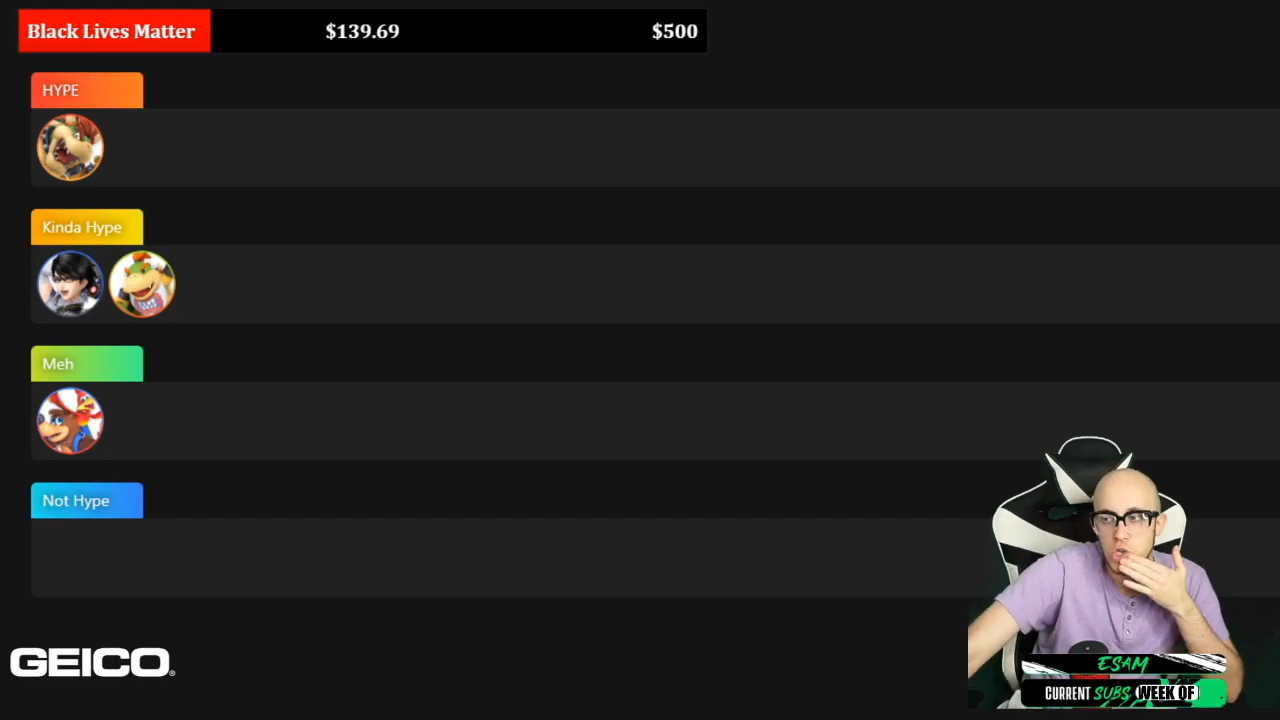 Black Lives Matter $139.69 $500
HYPE
Kinda Hype
Meh
Not Hype
GEICO
ESAM
CURRENT SUBS WEEK OF